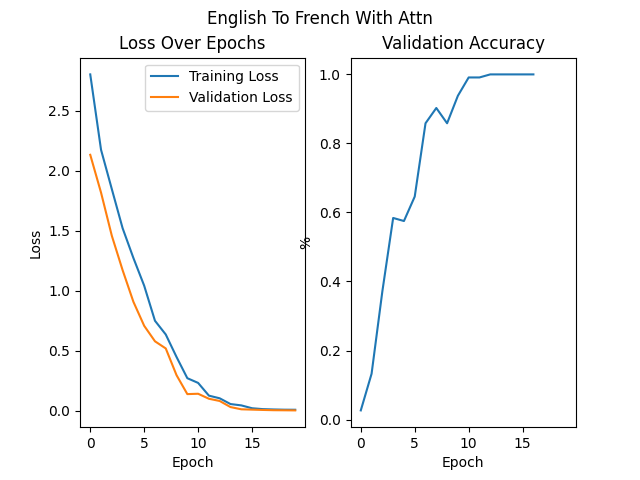 English To French With Attn
Loss Over Epochs
Training Loss
Validation Loss
2.5
2.0
1.5
1.0
0.5
0.0
Loss
0
5
10
15
Epoch
Validation Accuracy
1.0
0.8
0.6
0.4
0.2
0.0
%
0
5
10
15
Epoch